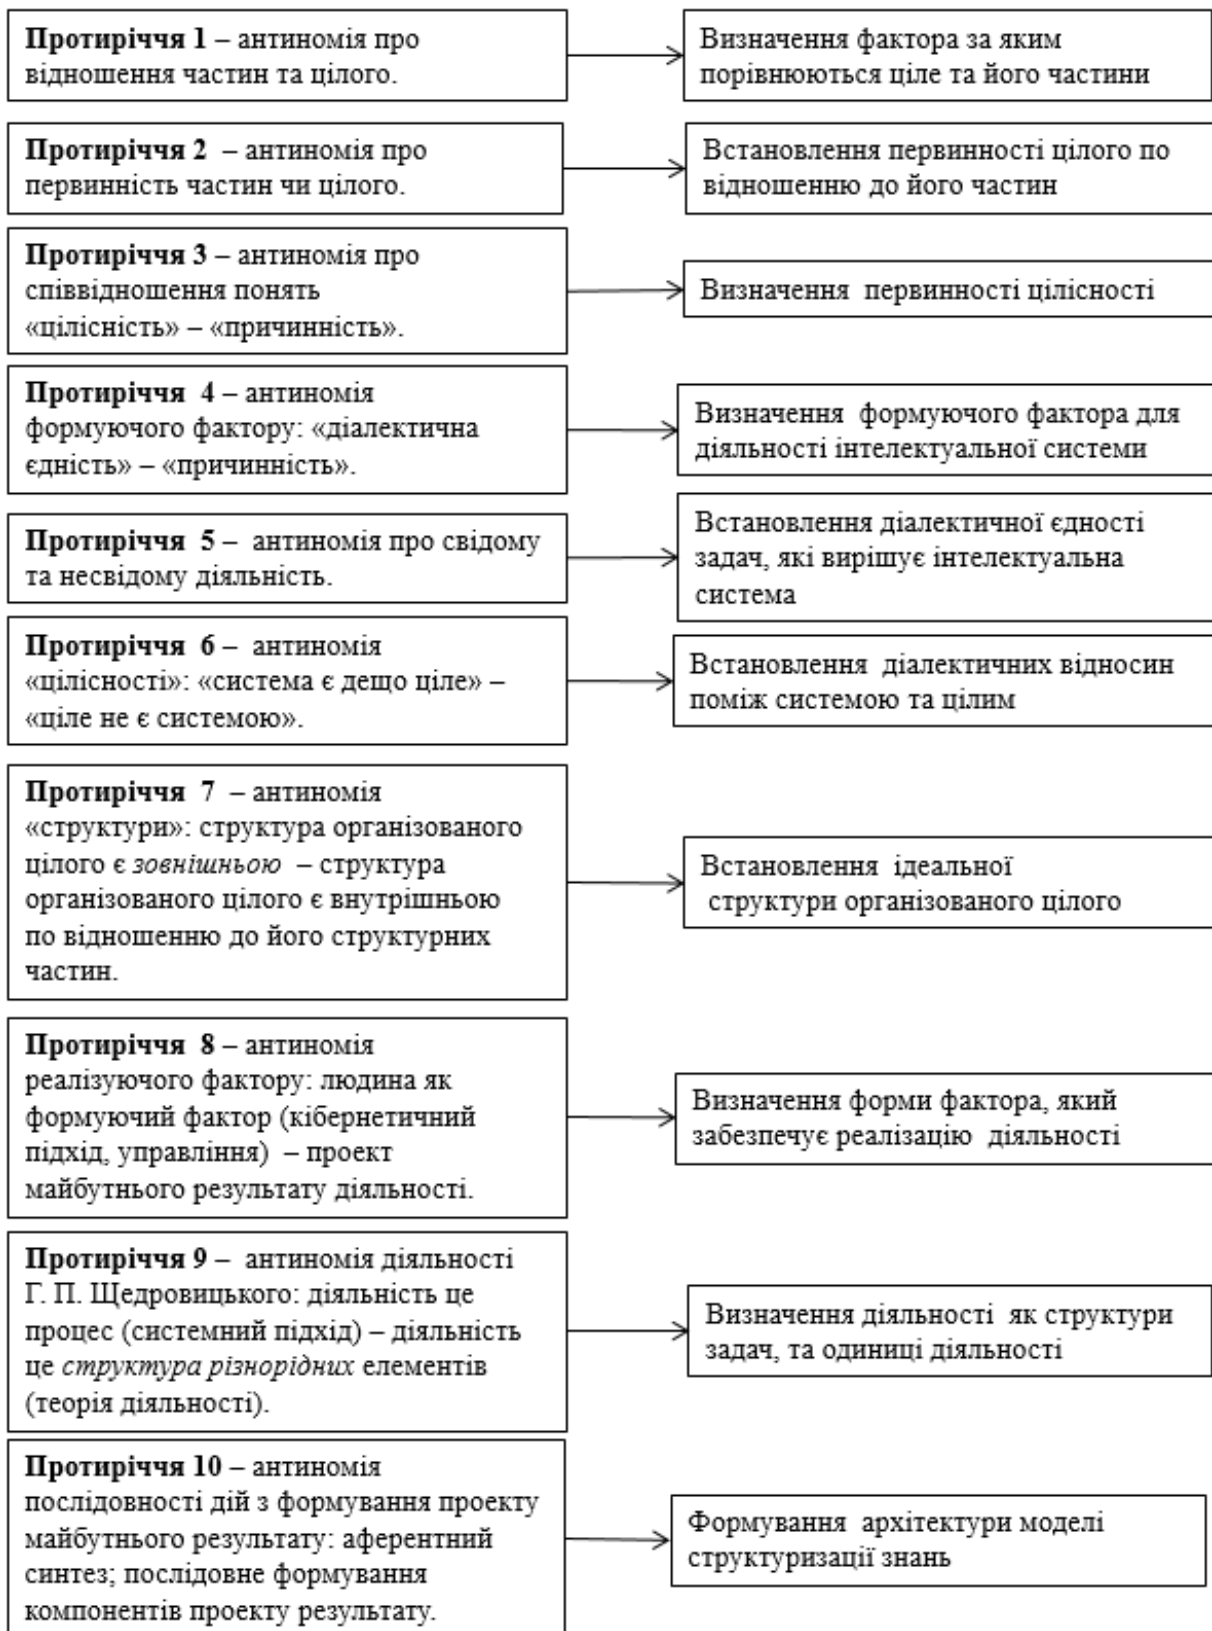 Протиріччя 1 – антиномія про
відношення частин та цілого.
Визначення фактора за яким
порівнюються ціле та його частини
Протиріччя 2 – антиномія про
первинність частин чи цілого.
Встановлення первинності цілого по
відношенню до його частин
Протиріччя 3 – антиномія про
співвідношення понять
«цілісність» – «причинність».
Визначення первинності цілісності
Протиріччя 4 – антиномія
формуючого фактору: «діалектична
єдність» – «причинність».
Визначення формуючого фактора для
діяльності інтелектуальної системи
Протиріччя 5 – антиномія про свідому
та несвідому діяльність.
Встановлення діалектичної єдності
задач, які вирішує інтелектуальна
система
Протиріччя 6 – антиномія
«цілісності»: «система є дещо ціле» –
«ціле не є системою».
Встановлення діалектичних відносин
поміж системою та цілим
Протиріччя 7 – антиномія
«структури»: структура організованого
цілого є зовнішньою – структура
організованого цілого є внутрішньою
по відношенню до його структурних
частин.
Встановлення ідеальної
структури організованого цілого
Протиріччя 8 – антиномія
реалізуючого фактору: людина як
формуючий фактор (кібернетичний
підхід, управління) – проект
майбутнього результату діяльності.
Визначення форми фактора, який
забезпечує реалізацію діяльності
Протиріччя 9 – антиномія діяльності
Г. П. Щедровицького: діяльність це
процес (системний підхід) – діяльність
це структура різнорідних елементів
(теорія діяльності).
Визначення діяльності як структури
задач, та одиниці діяльності
Протиріччя 10 – антиномія
послідовності дій з формування проекту
майбутнього результату: аферентний
синтез; послідовне формування
компонентів проекту результату.
Формування архітектури моделі
структуризації знань